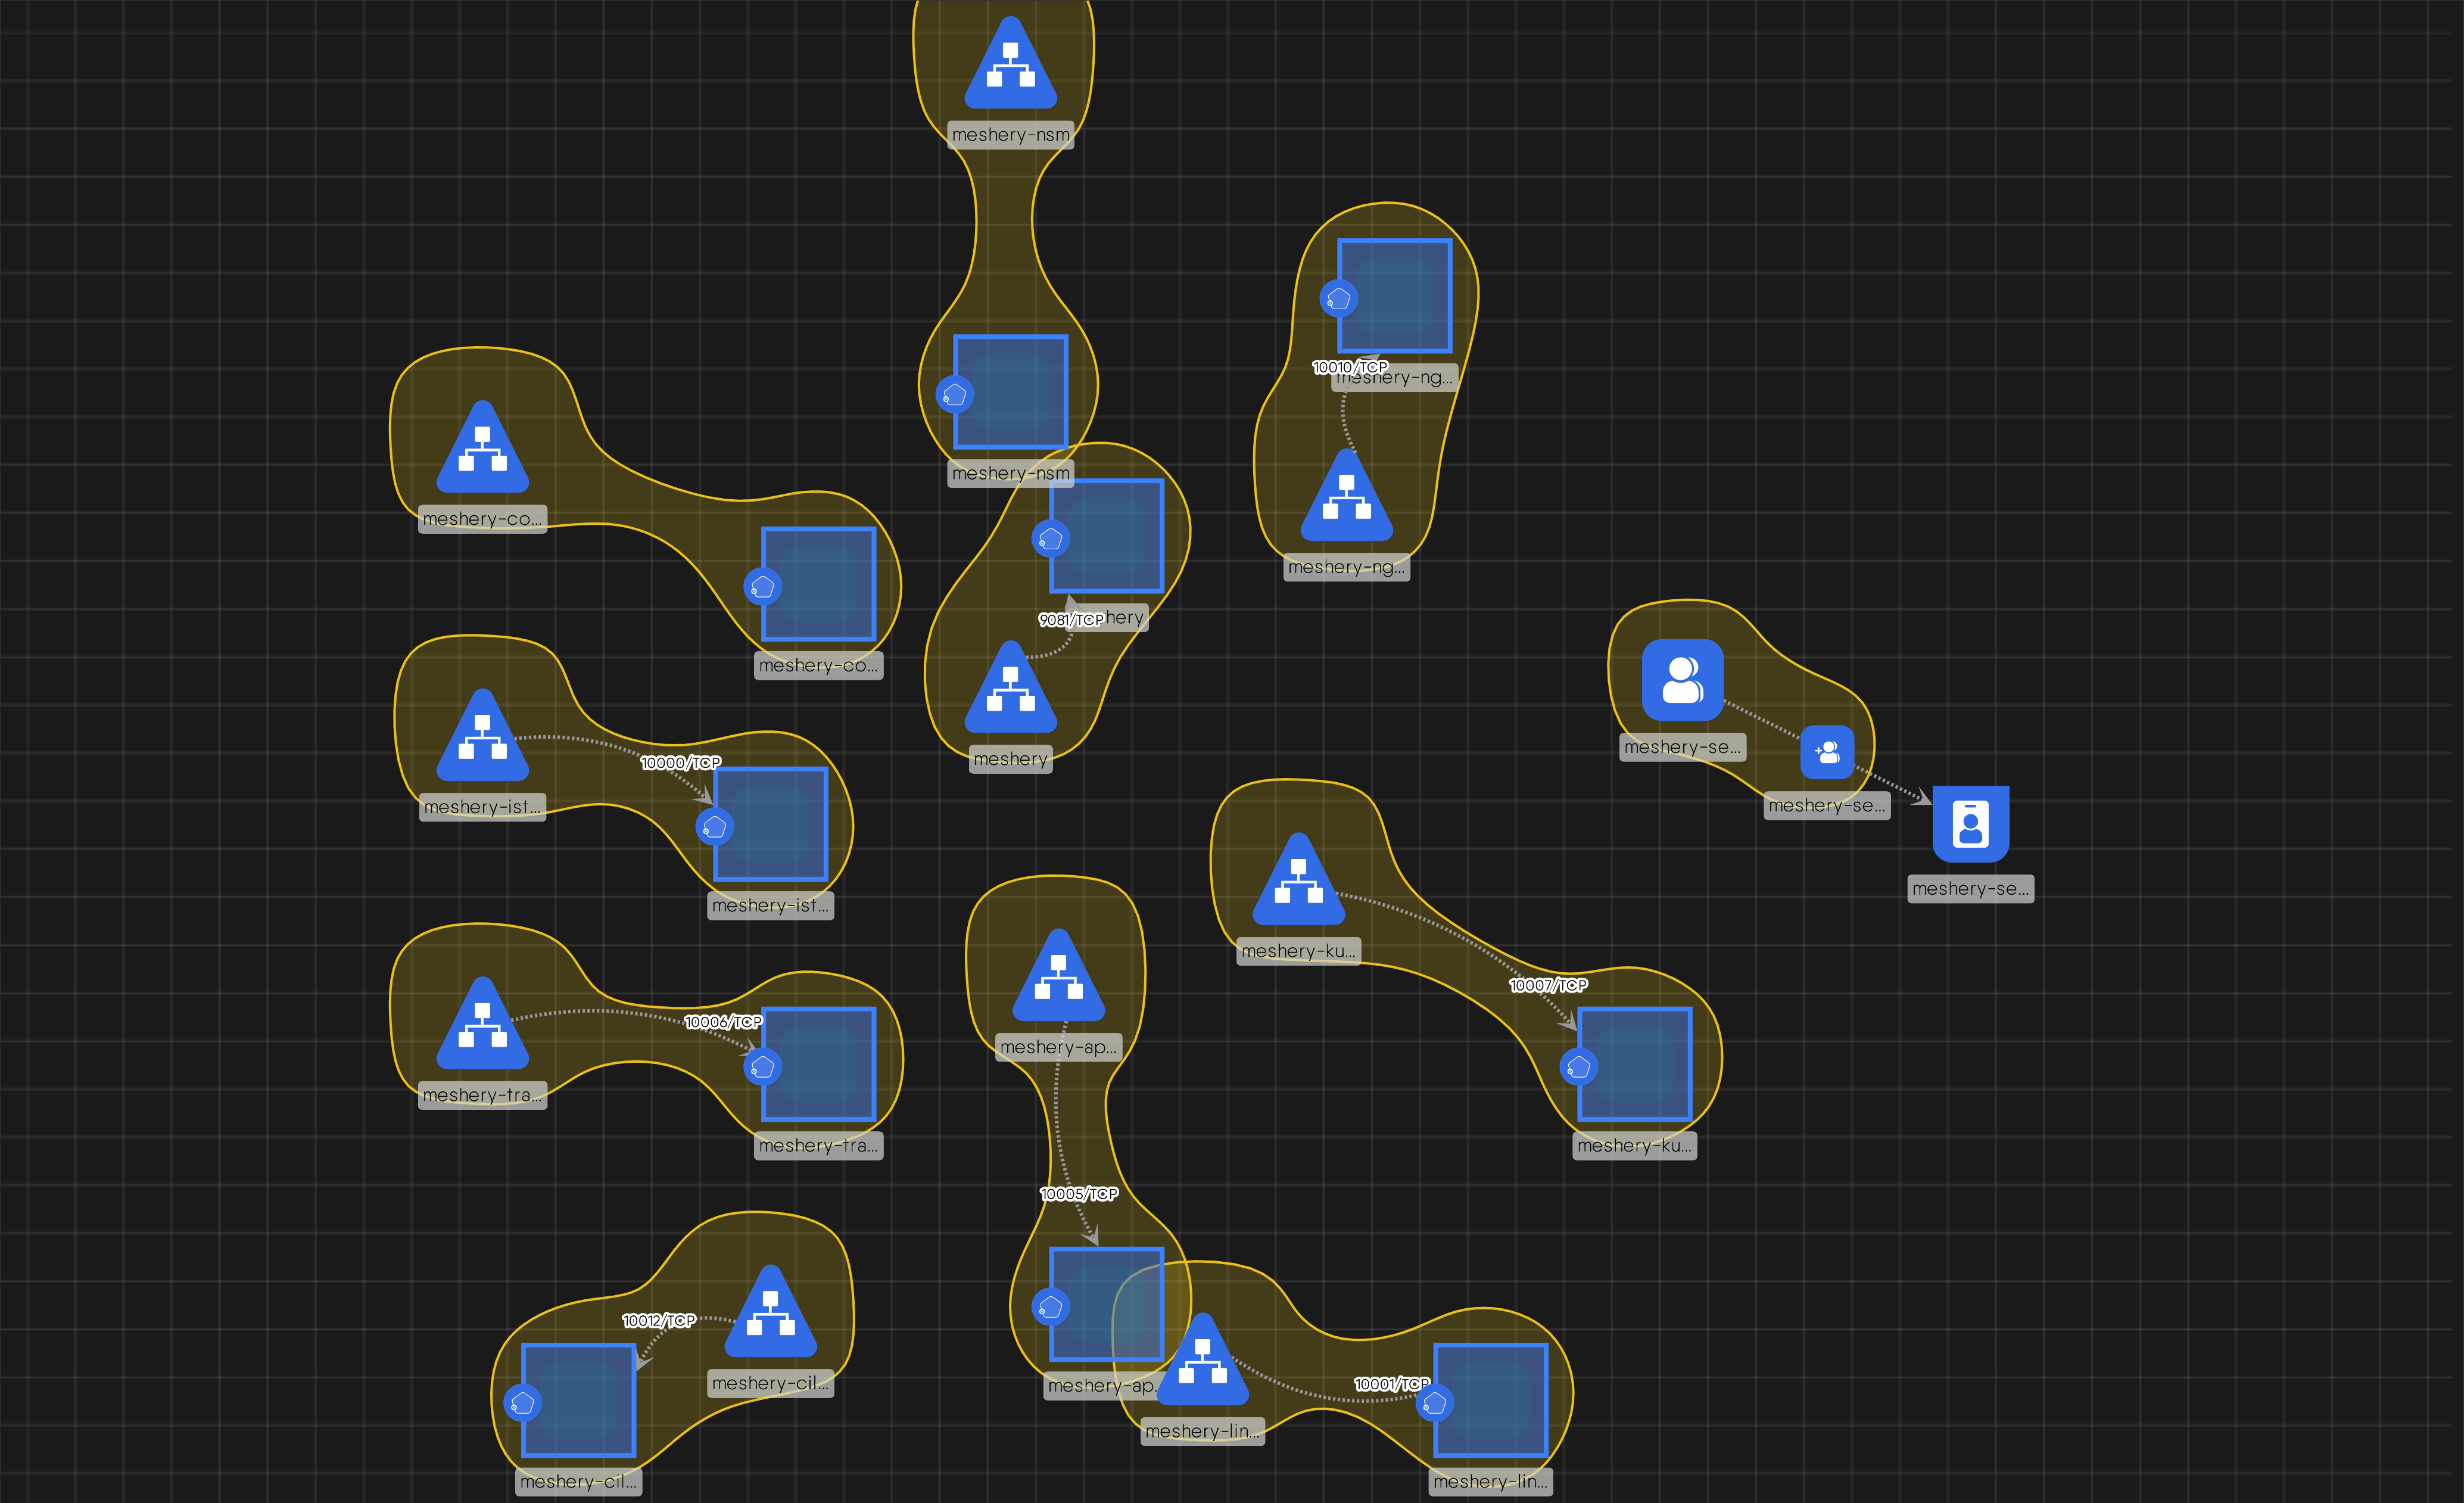 meshery-nsm
meshery-nsm
10010/TCP
meshery-ng...
meshery-ng...
meshery-co...
meshery-co...
9081/TCP
hery
meshery
meshery-ist...
10000/TCP
meshery-ist...
meshery-se...
meshery-se...
meshery-se...
meshery-ku...
10007/TCP
meshery-ku...
meshery-tra...
10006/TCP
meshery-tra...
meshery-ap...
10005/TCP
meshery-ap.
10012/TCP
meshery-cil...
meshery-cil...
meshery-lin...
10001/TCP
meshery-lin...